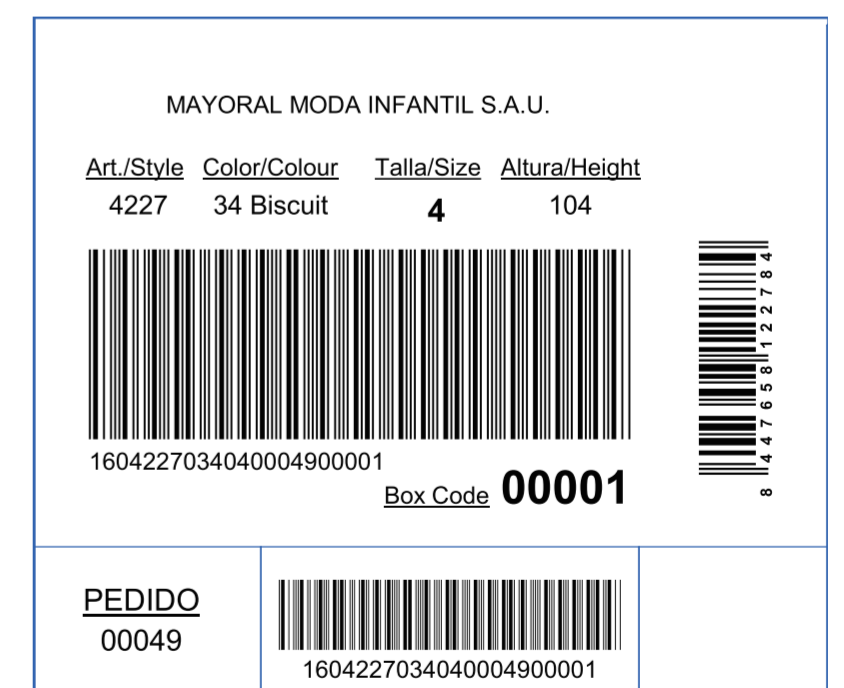 MAYORAL MODA INFANTIL S.A.U.
Art./Style Color/Colour Talla/Size Altura/Height
4227 34 Biscuit 4 104
1604227034040004900001
Box Code 00001
8 447658 122784
PEDIDO
00049
1604227034040004900001